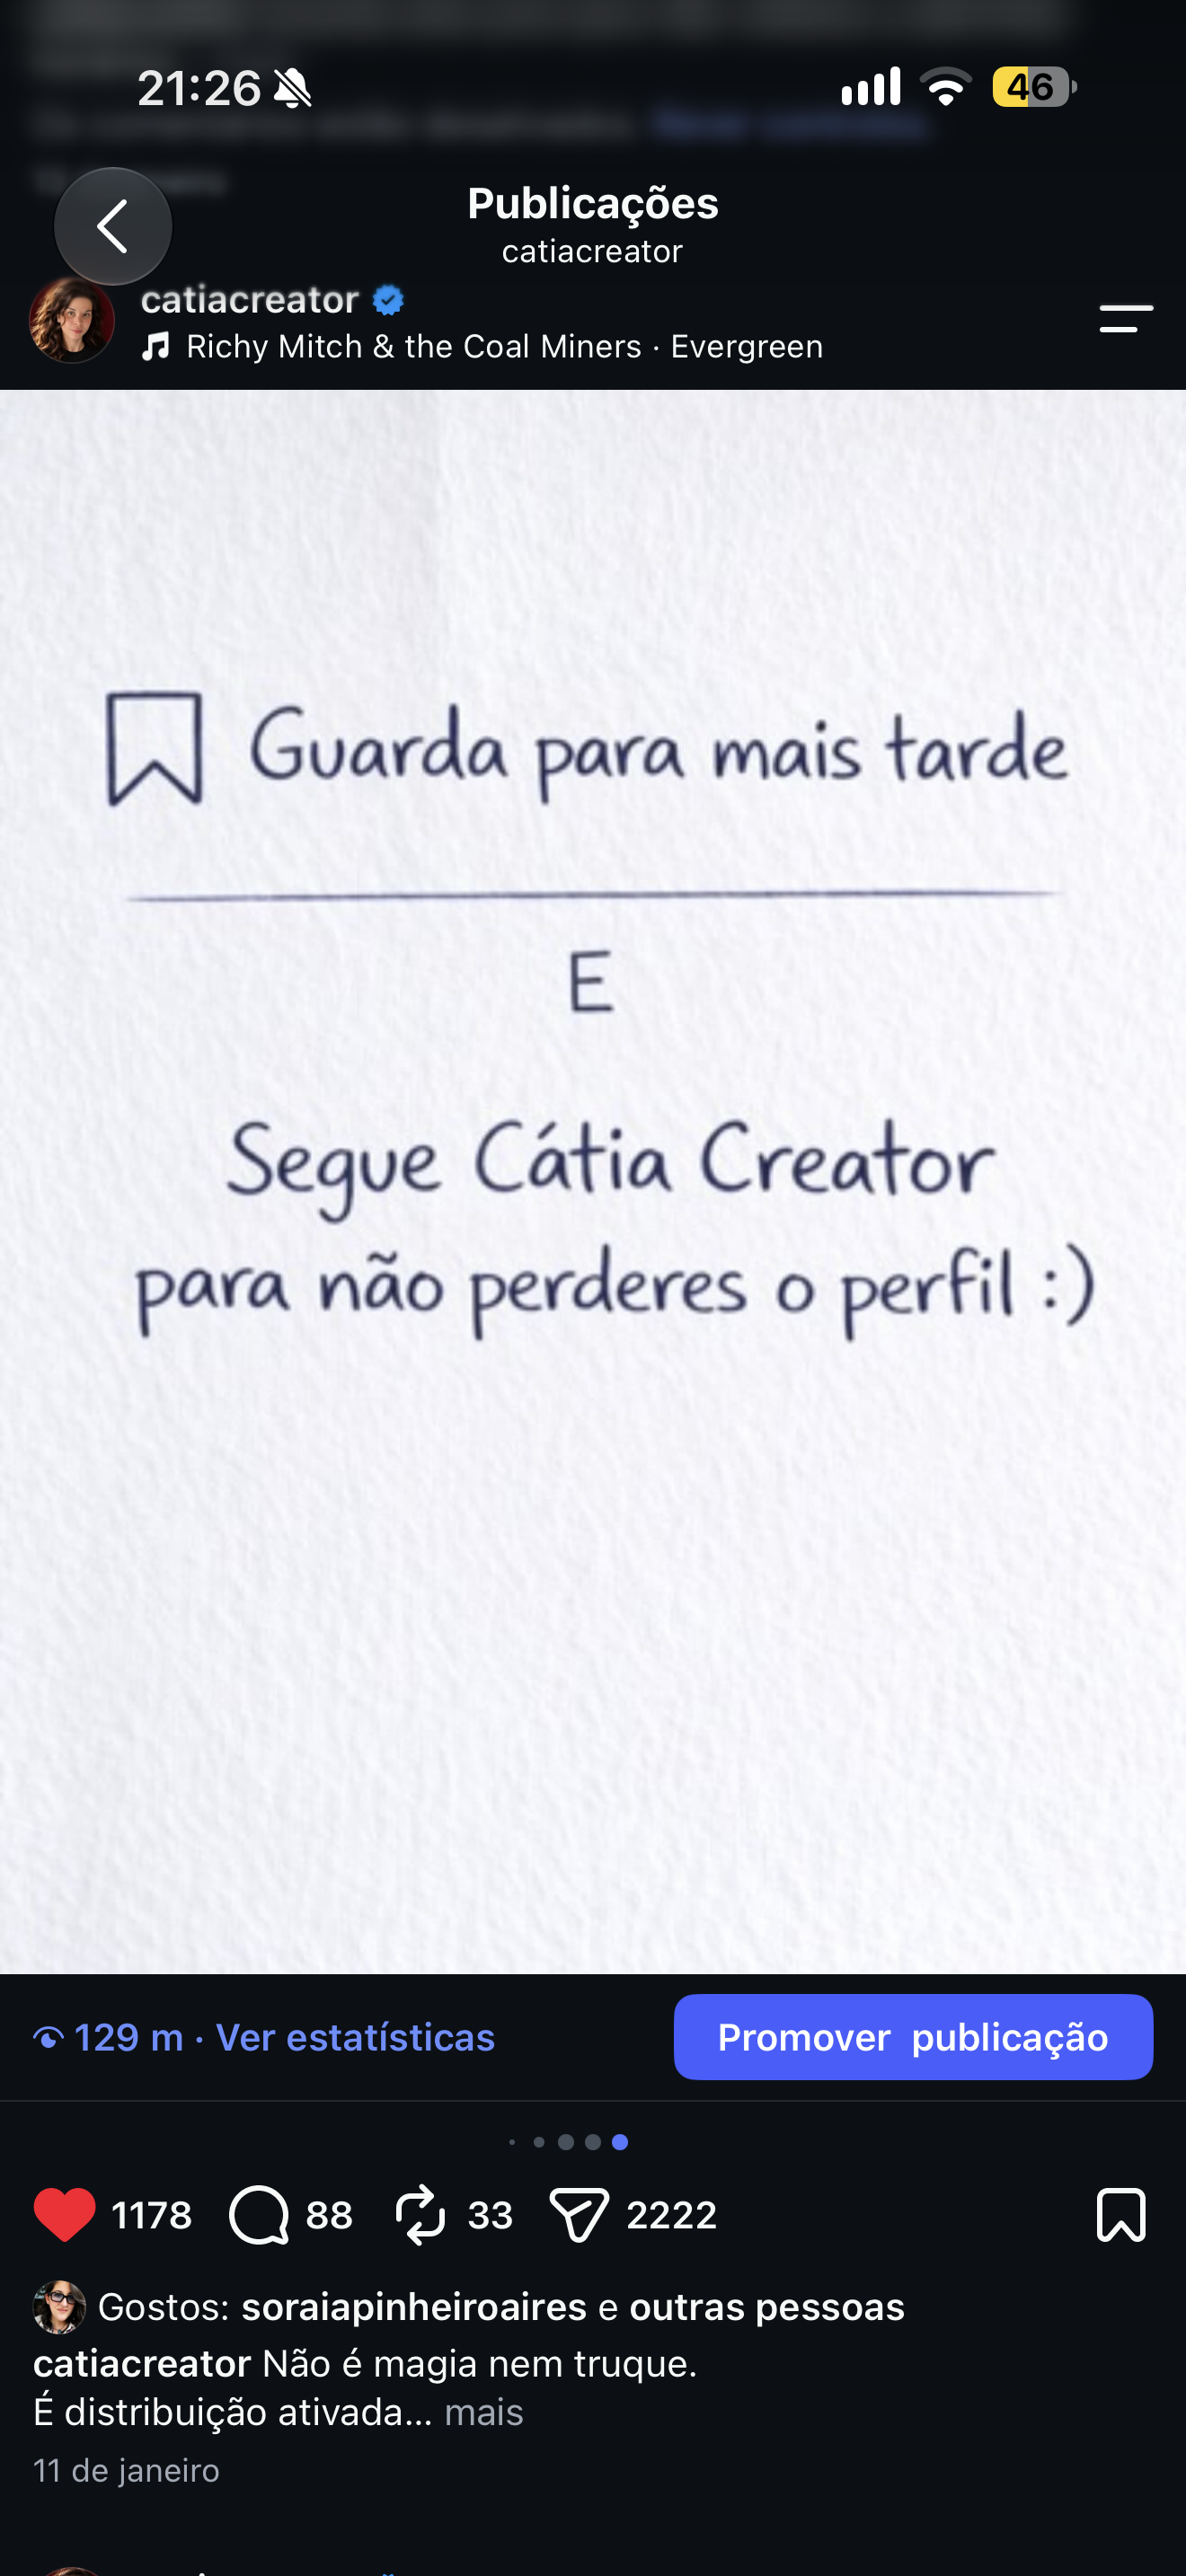 21:26
46
Publicações
catiacreator
catiacreator
Richy Mitch & the Coal Miners · Evergreen
Guarda para mais tarde
E
Segue Cátia Creator
para não perderes o perfil :)
129 m · Ver estatísticas
Promover publicação
1178 88 33 2222
Gostos: soraiapinheiroaires e outras pessoas
catiacreator Não é magia nem truque.
É distribuição ativada... mais
11 de janeiro